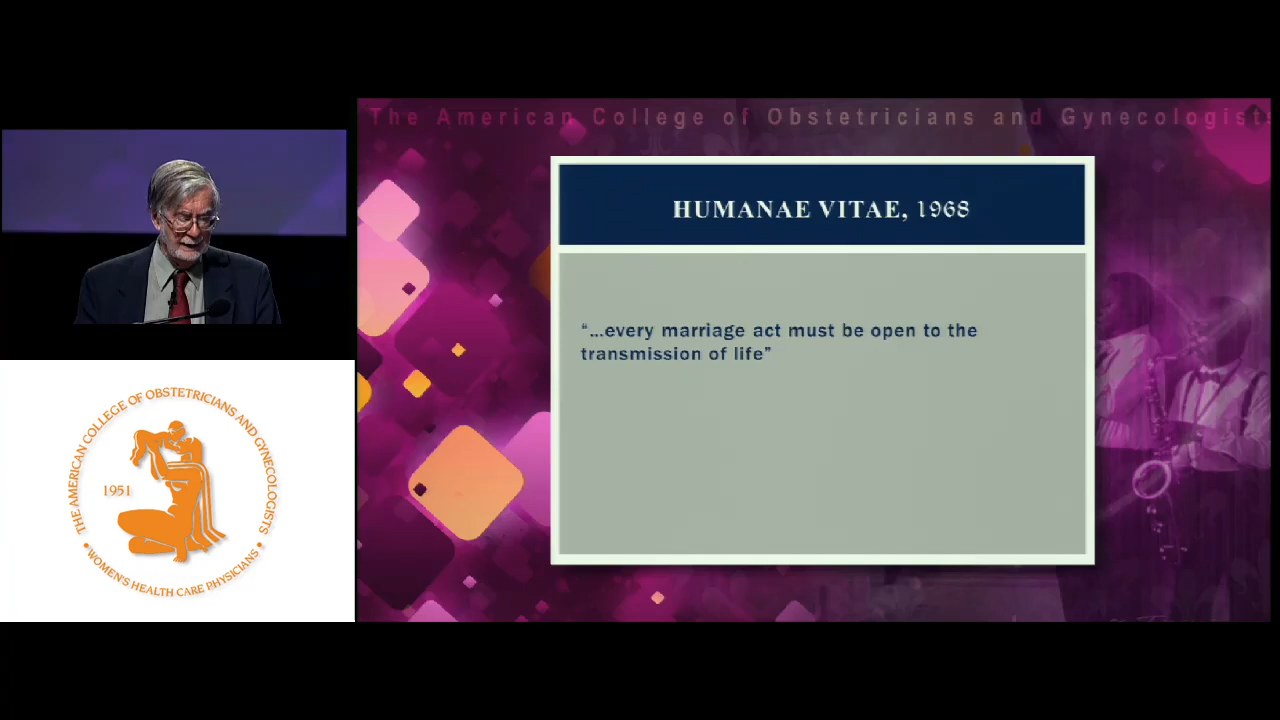 The American College of Obstetricians and Gynecologists
HUMANAE VITAE, 1968
“...every marriage act must be open to the
transmission of life”
THE AMERICAN COLLEGE OF OBSTETRICIANS AND GYNECOLOGISTS
1951
• WOMEN'S HEALTH CARE PHYSICIANS •